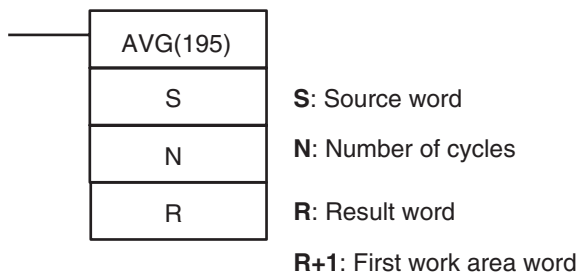 AVG(195)
S
S: Source word
N
N: Number of cycles
R
R: Result word
R+1: First work area word